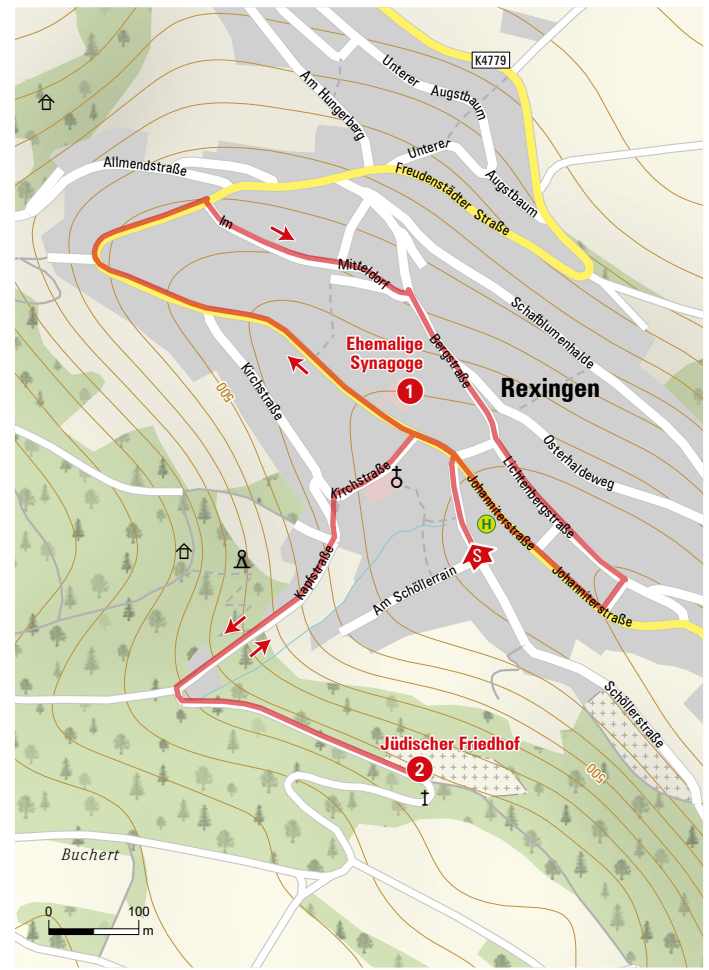 K4779
Unterer
Augstbaum
Am Hungerberg
Unterer
Augstbaum
Allmendstraße
Freudenstädter Straße
Im
Mitteldorf
Schafblumenhalde
Bergstraße
Ehemalige
Synagoge
1
Rexingen
Kirchstraße
500
Osterhaldeweg
Lichtenbergstraße
Kirchstraße
Johanniterstraße
H
S
Kapfstraße
Am Schöllerrain
Johanniterstraße
Schöllerstraße
Jüdischer Friedhof
2
500
Buchert
0 100
m